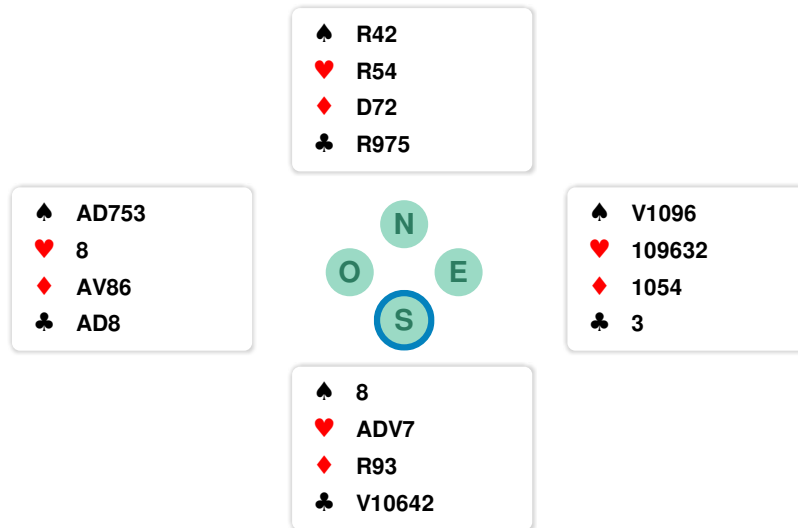 ♠ R42
♥ R54
♦ D72
♣ R975
♠ AD753
♥ 8
♦ AV86
♣ AD8
N
O E
S
♠ V1096
♥ 109632
♦ 1054
♣ 3
♠ 8
♥ ADV7
♦ R93
♣ V10642